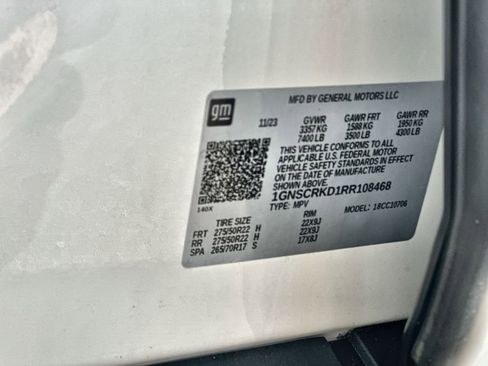 gm
MFD BY GENERAL MOTORS LLC
11/23 GVWR GAWR FRT GAWR RR
3357 KG 1588 KG 1950 KG
7400 LB 3500 LB 4300 LB
THIS VEHICLE CONFORMS TO ALL
APPLICABLE U.S. FEDERAL MOTOR
VEHICLE SAFETY STANDARDS IN EFFECT
ON THE DATE OF MANUFACTURE
1GNSCRKD1RR108468
TYPE: MPV MODEL: 18CC10706
140X
TIRE SIZE RIM
FRT 275/50R22 H 22X9J
RR 275/50R22 H 22X9J
SPA 265/70R17 S 17X8J